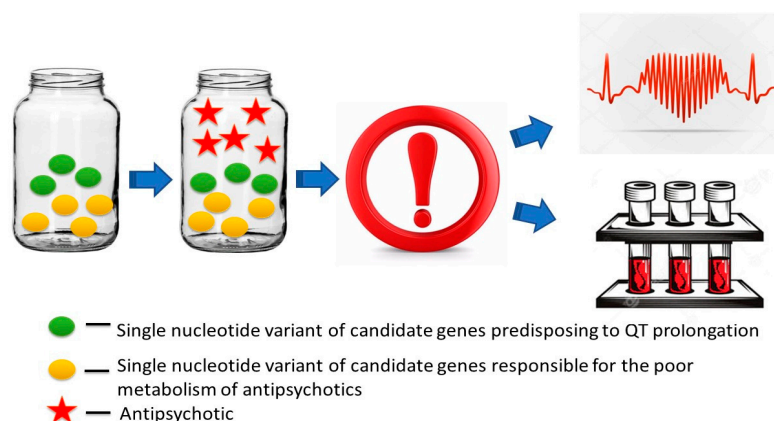 — Single nucleotide variant of candidate genes predisposing to QT prolongation
— Single nucleotide variant of candidate genes responsible for the poor
metabolism of antipsychotics
— Antipsychotic